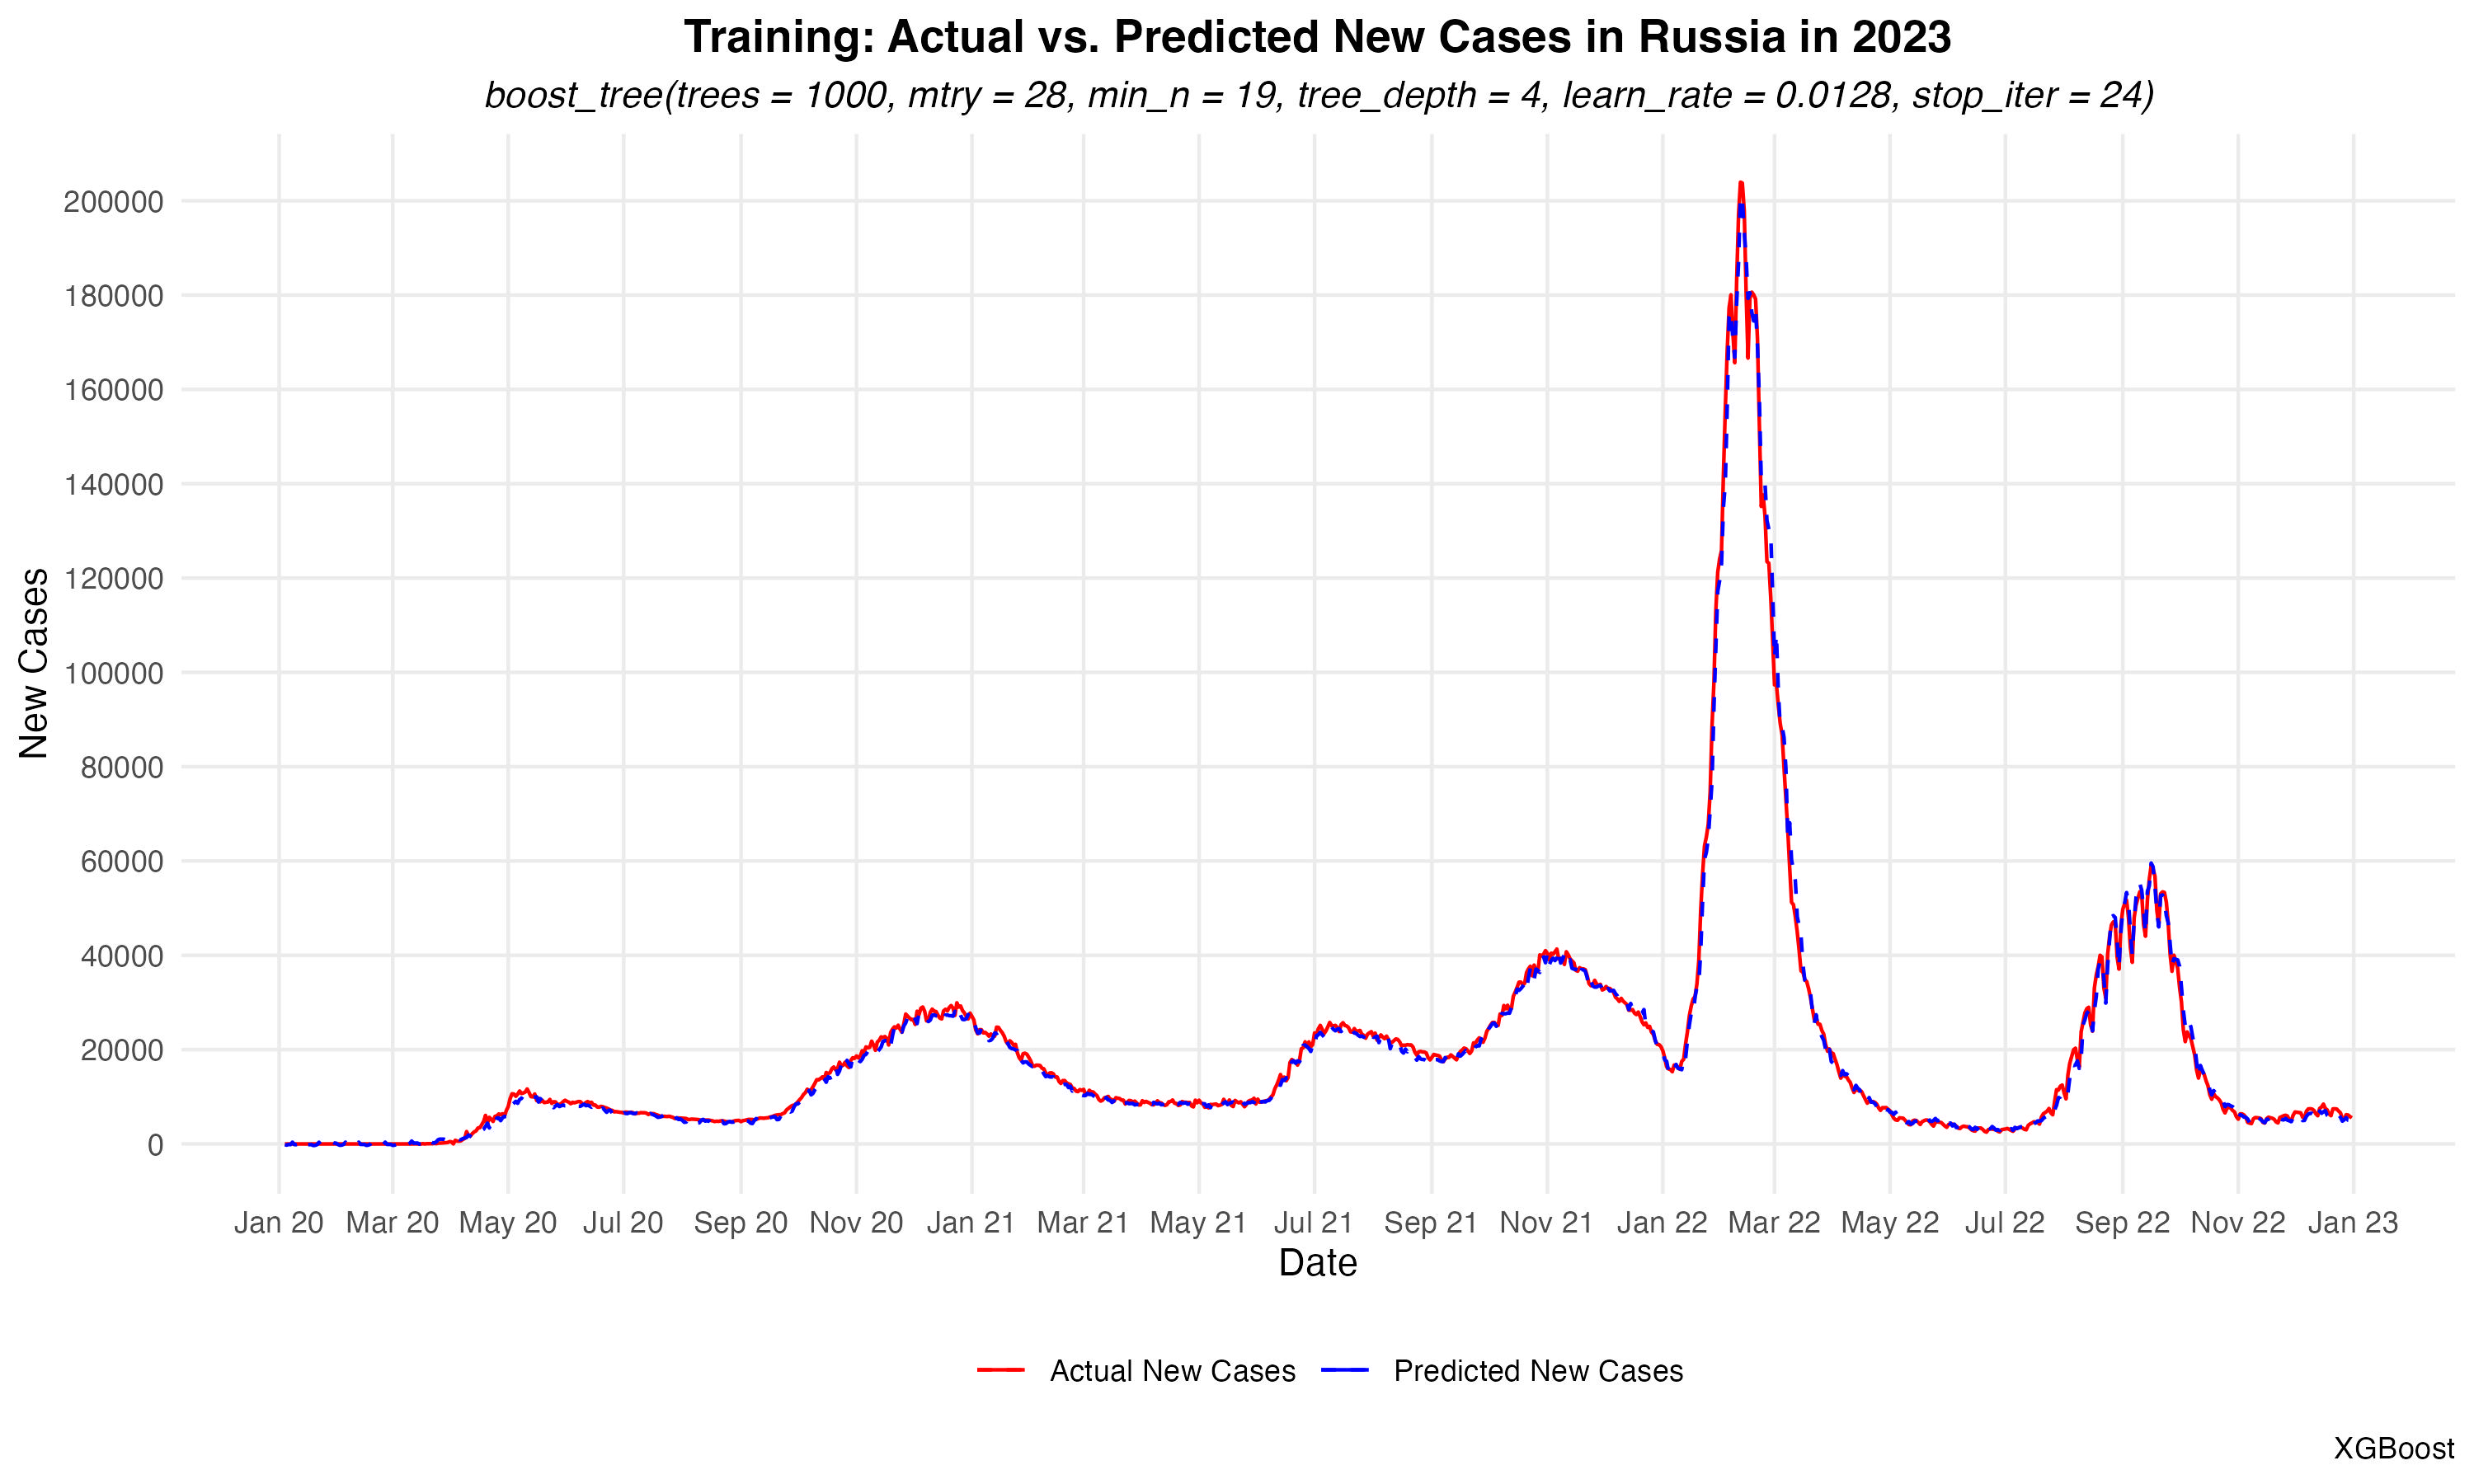 Training: Actual vs. Predicted New Cases in Russia in 2023
boost_tree(trees = 1000, mtry = 28, min_n = 19, tree_depth = 4, learn_rate = 0.0128, stop_iter = 24)
New Cases
200000
180000
160000
140000
120000
100000
80000
60000
40000
20000
0
Jan 20 Mar 20 May 20 Jul 20 Sep 20 Nov 20 Jan 21 Mar 21 May 21 Jul 21 Sep 21 Nov 21 Jan 22 Mar 22 May 22 Jul 22 Sep 22 Nov 22 Jan 23
Date
Actual New Cases Predicted New Cases
XGBoost